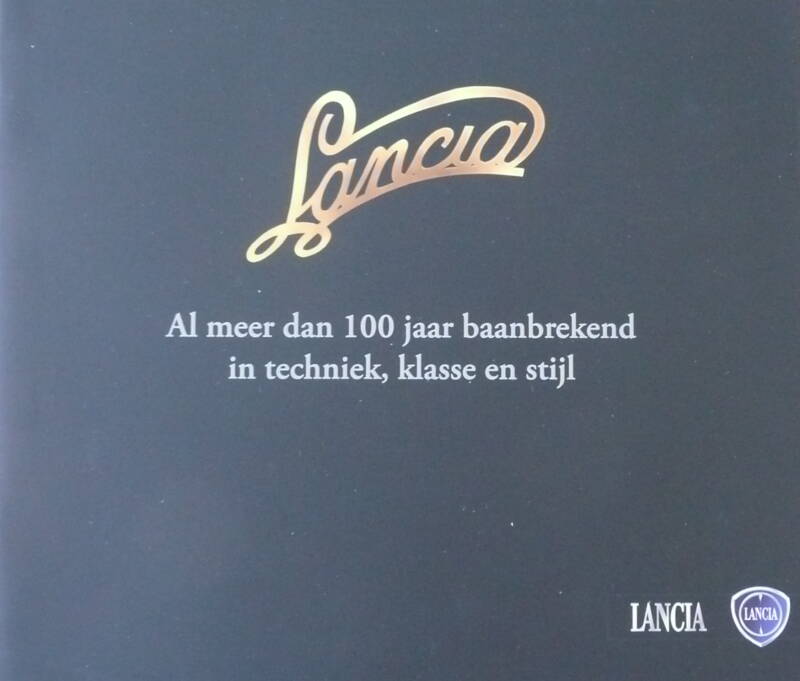 Lancia
Al meer dan 100 jaar baanbrekend
in techniek, klasse en stijl
LANCIA
LANCIA